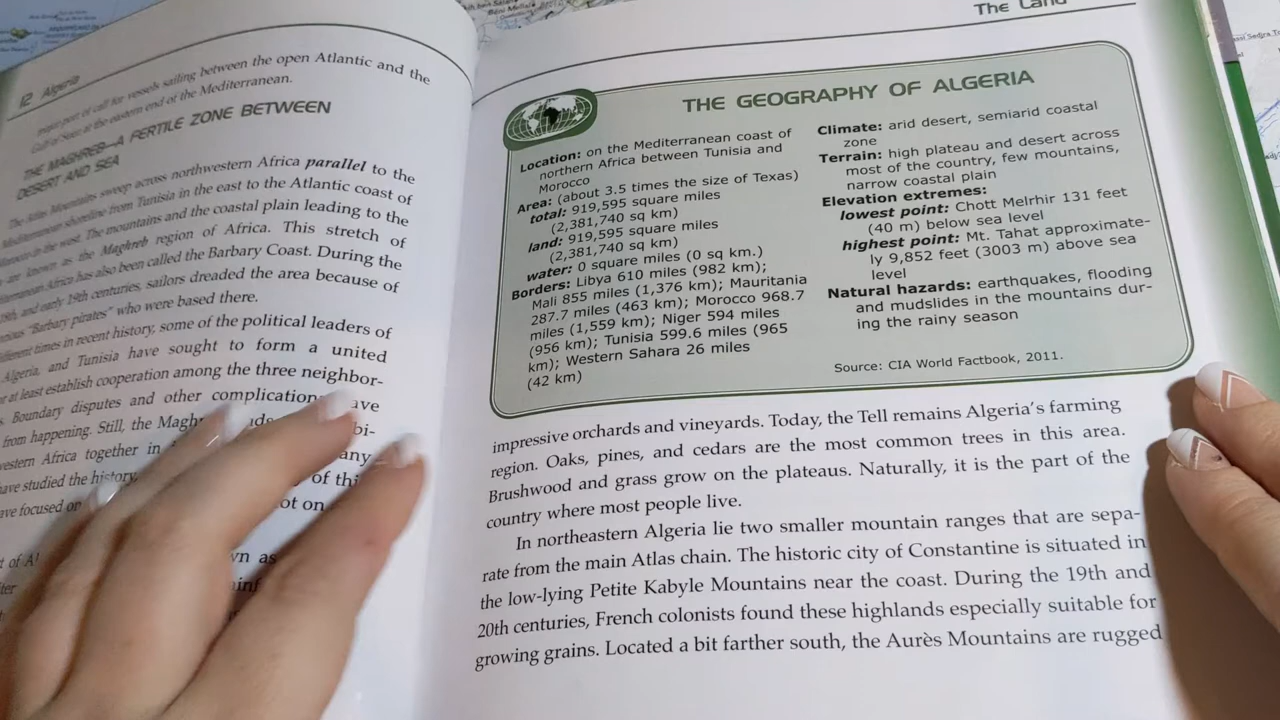 12 Algeria
major port of call for vessels sailing between the open Atlantic and the
Gulf of Suez at the eastern end of the Mediterranean.
THE MAGHREB—A FERTILE ZONE BETWEEN
DESERT AND SEA
The Atlas Mountains sweep across northwestern Africa parallel to the
Mediterranean shoreline from Tunisia in the east to the Atlantic coast of
Morocco in the west. The mountains and the coastal plain leading to the
are known as the Maghreb region of Africa. This stretch of
Mediterranean Africa has also been called the Barbary Coast. During the
18th, and early 19th centuries, sailors dreaded the area because of
"Barbary pirates" who were based there.
different times in recent history, some of the political leaders of
Algeria, and Tunisia have sought to form a united
or at least establish cooperation among the three neighbor-
Boundary disputes and other complications have
from happening. Still, the Magh
western Africa together in
any
have studied the history
of thi
have focused on
ot on
wn as
The Land
THE GEOGRAPHY OF ALGERIA
Location: on the Mediterranean coast of
northern Africa between Tunisia and
Morocco
Area: (about 3.5 times the size of Texas)
total: 919,595 square miles
(2,381,740 sq km)
land: 919,595 square miles
(2,381,740 sq km)
water: 0 square miles (0 sq km.)
Borders: Libya 610 miles (982 km);
Mali 855 miles (1,376 km); Mauritania
287.7 miles (463 km); Morocco 968.7
miles (1,559 km); Niger 594 miles
(956 km); Tunisia 599.6 miles (965
km); Western Sahara 26 miles
(42 km)
Climate: arid desert, semiarid coastal
zone
Terrain: high plateau and desert across
most of the country, few mountains,
narrow coastal plain
Elevation extremes:
lowest point: Chott Melrhir 131 feet
(40 m) below sea level
highest point: Mt. Tahat approximate-
ly 9,852 feet (3003 m) above sea
level
Natural hazards: earthquakes, flooding
and mudslides in the mountains dur-
ing the rainy season
Source: CIA World Factbook, 2011.
impressive orchards and vineyards. Today, the Tell remains Algeria's farming
region. Oaks, pines, and cedars are the most common trees in this area.
Brushwood and grass grow on the plateaus. Naturally, it is the part of the
country where most people live.
In northeastern Algeria lie two smaller mountain ranges that are sepa-
rate from the main Atlas chain. The historic city of Constantine is situated in
the low-lying Petite Kabyle Mountains near the coast. During the 19th and
20th centuries, French colonists found these highlands especially suitable for
growing grains. Located a bit farther south, the Aurès Mountains are rugged